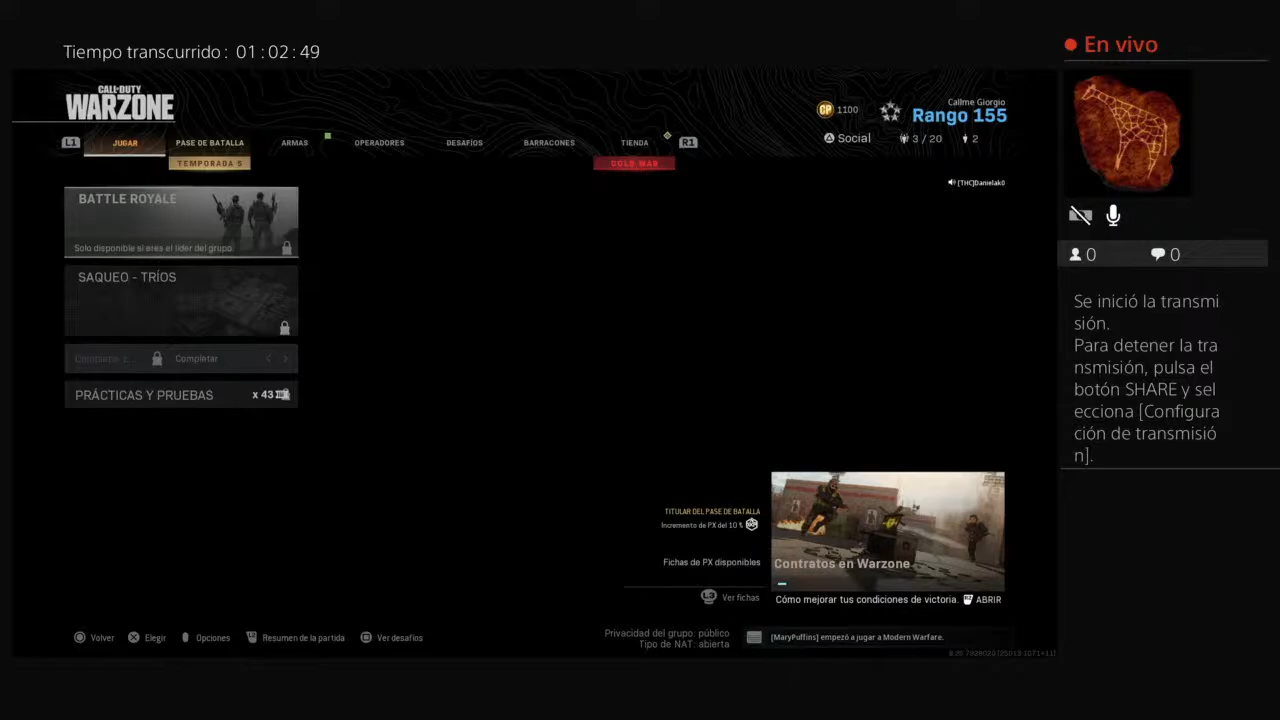 Tiempo transcurrido: 01:02:49
En vivo
CALL·DUTY
WARZONE
CP 1100
Callme Giorgio
Rango 155
Social
3 / 20
2
L1
JUGAR
PASE DE BATALLA
ARMAS
OPERADORES
DESAFÍOS
BARRACONES
TIENDA
R1
TEMPORADA 5
COLD WAR
[THC]Danielak0
BATTLE ROYALE
Solo disponible si eres el líder del grupo
SAQUEO - TRÍOS
Completar
PRÁCTICAS Y PRUEBAS
x 431
0
0
Se inició la transmi
sión.
Para detener la tra
nsmisión, pulsa el
botón SHARE y sel
ecciona [Configura
ción de transmisió
n].
TITULAR DEL PASE DE BATALLA
Incremento de PX del 10 %
Fichas de PX disponibles
Ver fichas
Contratos en Warzone
Cómo mejorar tus condiciones de victoria.
ABRIR
Volver
Elegir
Opciones
Resumen de la partida
Ver desafíos
Privacidad del grupo: público
Tipo de NAT: abierta
[MaryPuffins] empezó a jugar a Modern Warfare.